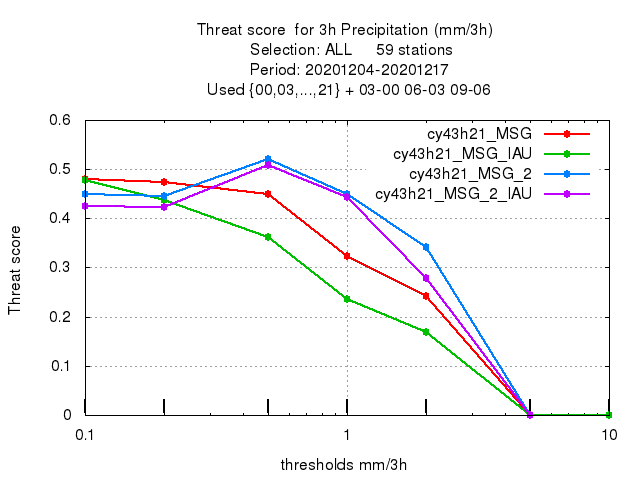 Threat score  for 3h Precipitation (mm/3h)
Selection: ALL     59 stations
Period: 20201204-20201217
Used {00,03,...,21} + 03-00 06-03 09-06
cy43h21_MSG
cy43h21_MSG_IAU
cy43h21_MSG_2
cy43h21_MSG_2_IAU
Threat score
0.6
0.5
0.4
0.3
0.2
0.1
0
0.1 1 10
thresholds mm/3h